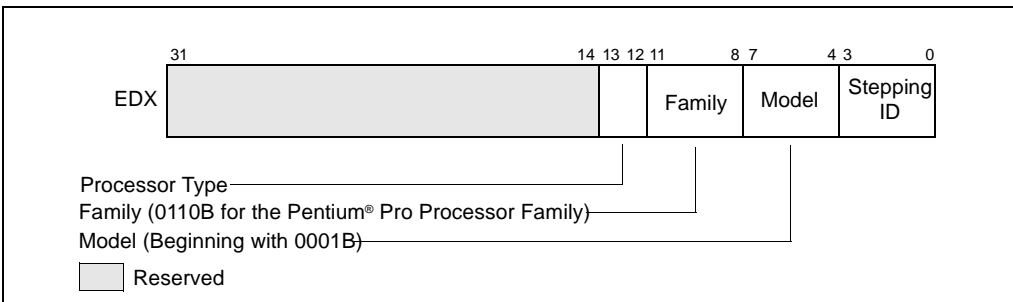 31 14 13 12 11 8 7 4 3 0
EDX Family Model Stepping
ID
Processor Type
Family (0110B for the Pentium® Pro Processor Family)
Model (Beginning with 0001B)
Reserved